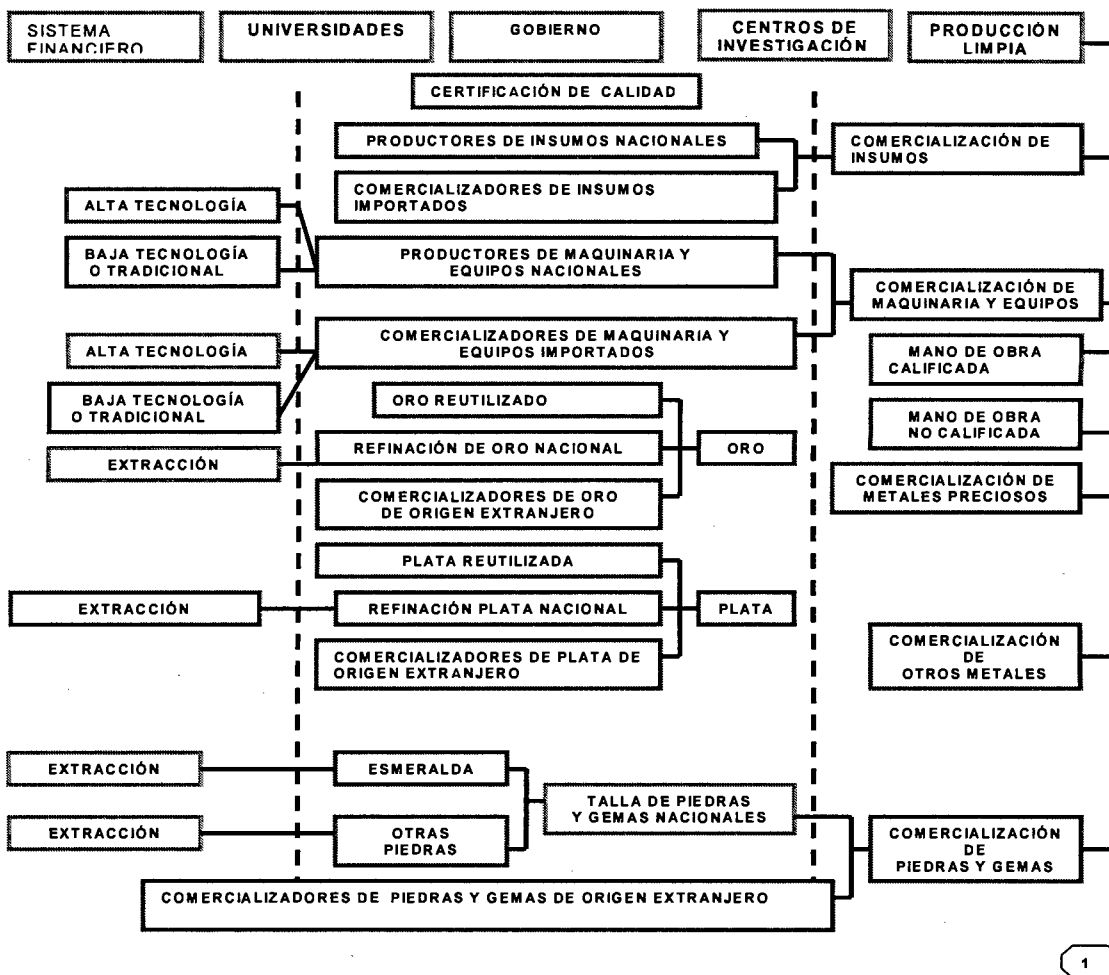 SISTEMA
FINANCIERO
UNIVERSIDADES
GOBIERNO
CENTROS DE
INVESTIGACIÓN
PRODUCCIÓN
LIMPIA
CERTIFICACIÓN DE CALIDAD
PRODUCTORES DE INSUMOS NACIONALES
COMERCIALIZACIÓN DE
INSUMOS
COMERCIALIZADORES DE INSUMOS
IMPORTADOS
ALTA TECNOLOGÍA
BAJA TECNOLOGÍA
O TRADICIONAL
PRODUCTORES DE MAQUINARIA Y
EQUIPOS NACIONALES
COMERCIALIZACIÓN DE
MAQUINARIA Y EQUIPOS
COMERCIALIZADORES DE MAQUINARIA Y
EQUIPOS IMPORTADOS
ALTA TECNOLOGÍA
MANO DE OBRA
CALIFICADA
BAJA TECNOLOGÍA
O TRADICIONAL
ORO REUTILIZADO
MANO DE OBRA
NO CALIFICADA
EXTRACCIÓN
REFINACIÓN DE ORO NACIONAL
ORO
COMERCIALIZACIÓN DE
METALES PRECIOSOS
COMERCIALIZADORES DE ORO
DE ORIGEN EXTRANJERO
PLATA REUTILIZADA
EXTRACCIÓN
REFINACIÓN PLATA NACIONAL
PLATA
COMERCIALIZADORES DE PLATA DE
ORIGEN EXTRANJERO
COMERCIALIZACIÓN
DE
OTROS METALES
EXTRACCIÓN
ESMERALDA
TALLA DE PIEDRAS
Y GEMAS NACIONALES
EXTRACCIÓN
OTRAS
PIEDRAS
COMERCIALIZACIÓN
DE
PIEDRAS Y GEMAS
COMERCIALIZADORES DE PIEDRAS Y GEMAS DE ORIGEN EXTRANJERO
1